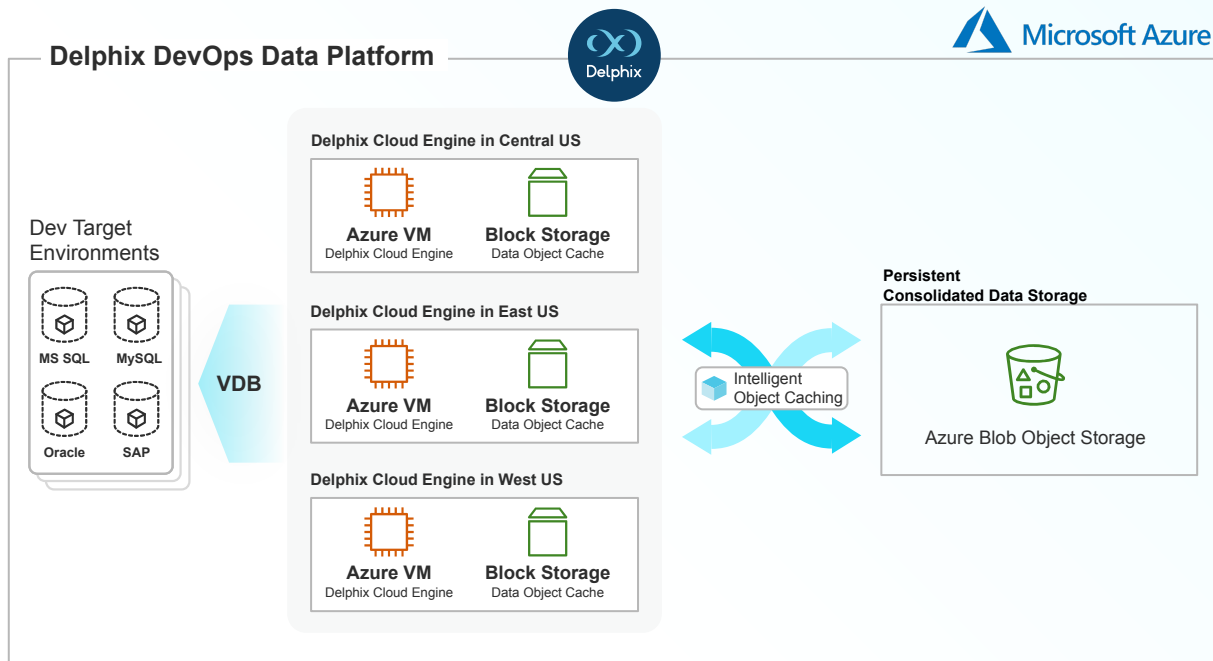 Delphix DevOps Data Platform
Delphix
Microsoft Azure
Delphix Cloud Engine in Central US
Azure VM
Delphix Cloud Engine
Block Storage
Data Object Cache
Dev Target
Environments
MS SQL
MySQL
Oracle
SAP
VDB
Delphix Cloud Engine in East US
Azure VM
Delphix Cloud Engine
Block Storage
Data Object Cache
Delphix Cloud Engine in West US
Azure VM
Delphix Cloud Engine
Block Storage
Data Object Cache
Intelligent
Object Caching
Persistent
Consolidated Data Storage
Azure Blob Object Storage